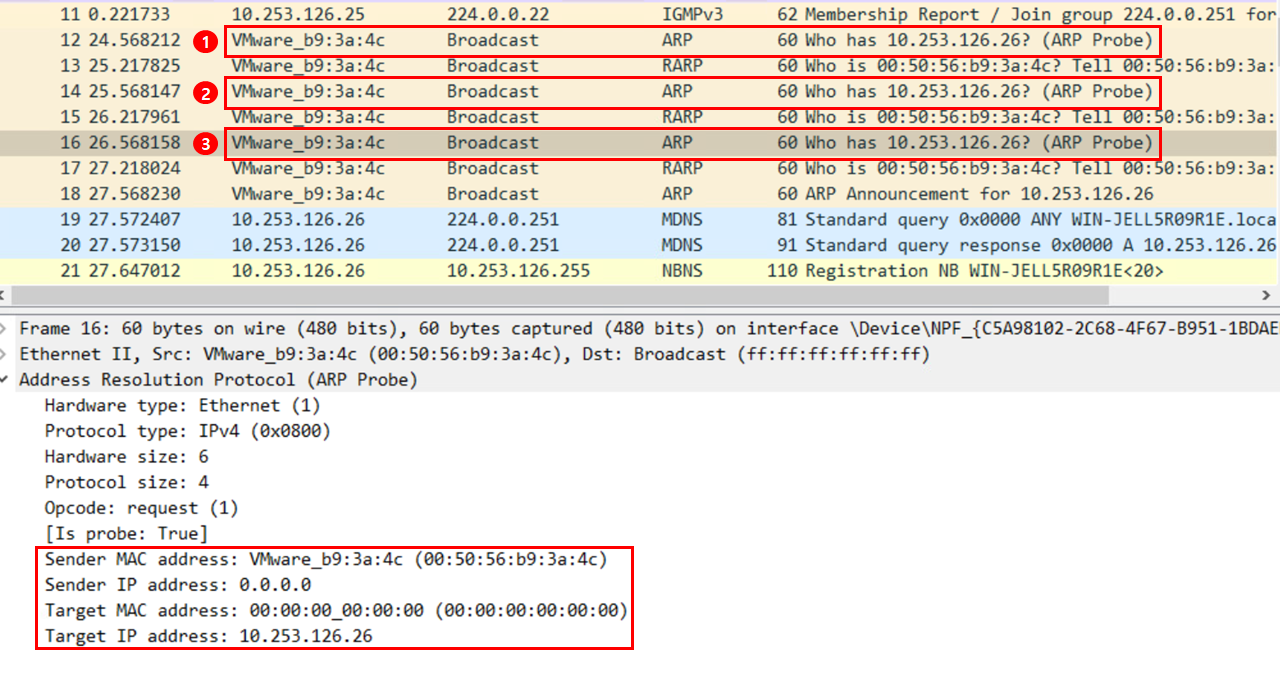 11 0.221733 10.253.126.25 224.0.0.22 IGMPv3 62 Membership Report / Join group 224.0.0.251 for
12 24.568212 1 VMware_b9:3a:4c Broadcast ARP 60 Who has 10.253.126.26? (ARP Probe)
13 25.217825 VMware_b9:3a:4c Broadcast RARP 60 Who is 00:50:56:b9:3a:4c? Tell 00:50:56:b9:3a:
14 25.568147 2 VMware_b9:3a:4c Broadcast ARP 60 Who has 10.253.126.26? (ARP Probe)
15 26.217961 VMware_b9:3a:4c Broadcast RARP 60 Who is 00:50:56:b9:3a:4c? Tell 00:50:56:b9:3a:
16 26.568158 3 VMware_b9:3a:4c Broadcast ARP 60 Who has 10.253.126.26? (ARP Probe)
17 27.218024 VMware_b9:3a:4c Broadcast RARP 60 Who is 00:50:56:b9:3a:4c? Tell 00:50:56:b9:3a:
18 27.568230 VMware_b9:3a:4c Broadcast ARP 60 ARP Announcement for 10.253.126.26
19 27.572407 10.253.126.26 224.0.0.251 MDNS 81 Standard query 0x0000 ANY WIN-JELL5R09R1E.loca
20 27.573150 10.253.126.26 224.0.0.251 MDNS 91 Standard query response 0x0000 A 10.253.126.26
21 27.647012 10.253.126.26 10.253.126.255 NBNS 110 Registration NB WIN-JELL5R09R1E<20>
Frame 16: 60 bytes on wire (480 bits), 60 bytes captured (480 bits) on interface \Device\NPF_{C5A98102-2C68-4F67-B951-1BDAE
Ethernet II, Src: VMware_b9:3a:4c (00:50:56:b9:3a:4c), Dst: Broadcast (ff:ff:ff:ff:ff:ff)
Address Resolution Protocol (ARP Probe)
Hardware type: Ethernet (1)
Protocol type: IPv4 (0x0800)
Hardware size: 6
Protocol size: 4
Opcode: request (1)
[Is probe: True]
Sender MAC address: VMware_b9:3a:4c (00:50:56:b9:3a:4c)
Sender IP address: 0.0.0.0
Target MAC address: 00:00:00_00:00:00 (00:00:00:00:00:00)
Target IP address: 10.253.126.26